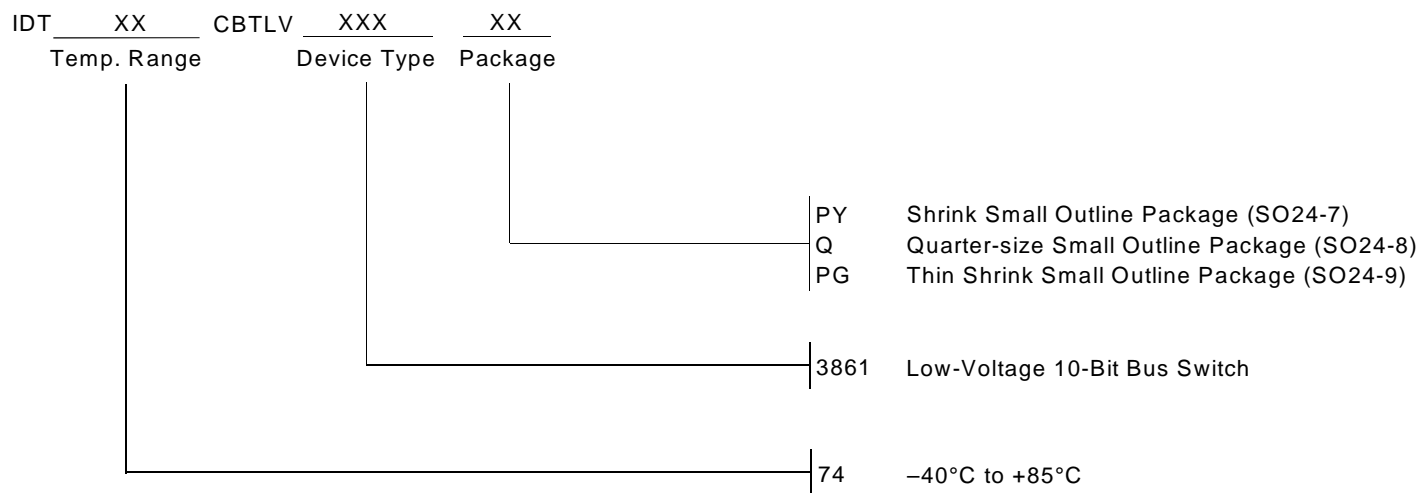 IDT XX CBTLV XXX XX
Temp. Range Device Type Package
PY Shrink Small Outline Package (SO24-7)
Q Quarter-size Small Outline Package (SO24-8)
PG Thin Shrink Small Outline Package (SO24-9)
3861 Low-Voltage 10-Bit Bus Switch
74 –40°C to +85°C